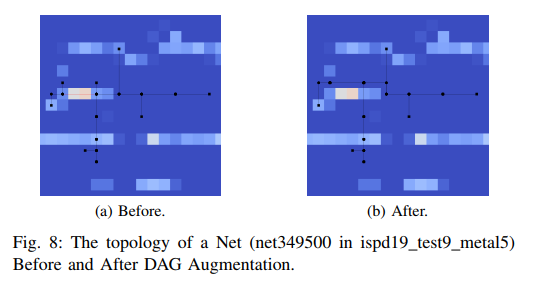 (a) Before.
(b) After.
Fig. 8: The topology of a Net (net349500 in ispd19_test9_metal5)
Before and After DAG Augmentation.